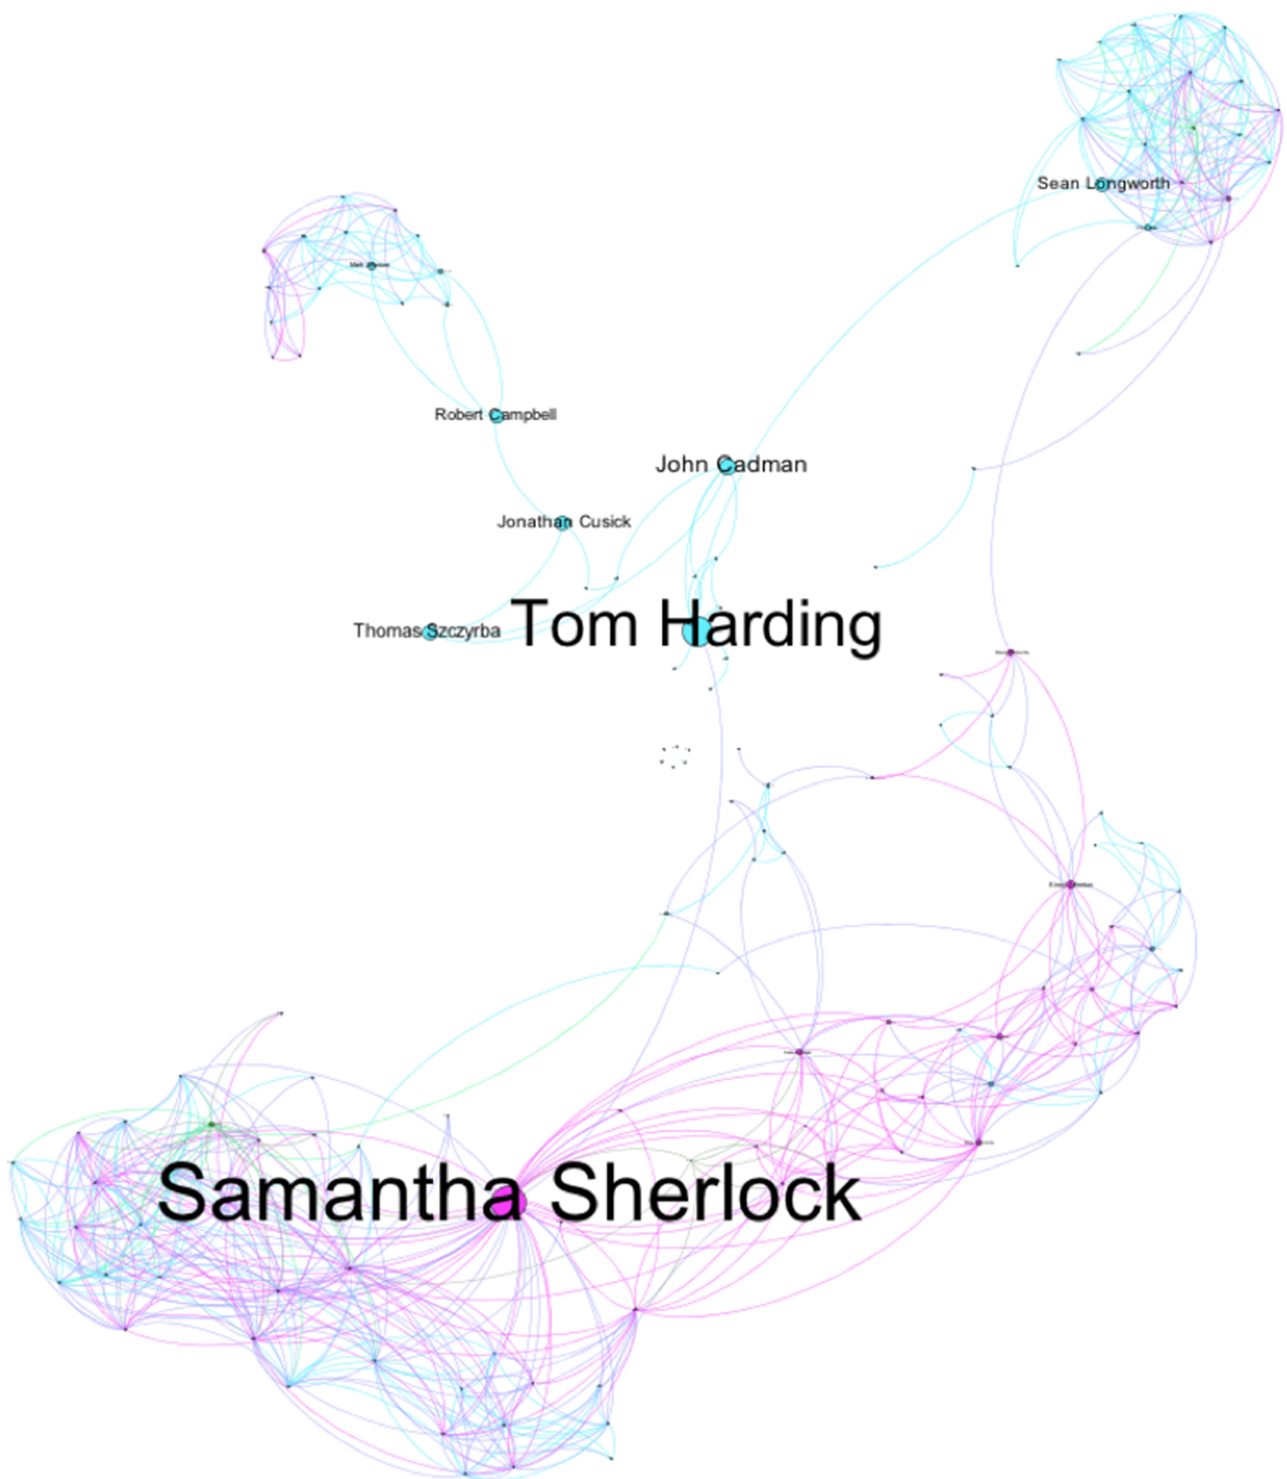 Sean Longworth
Robert Campbell
John Cadman
Jonathan Cusick
Tom Harding
Thomas Szczyrba
Samantha Sherlock